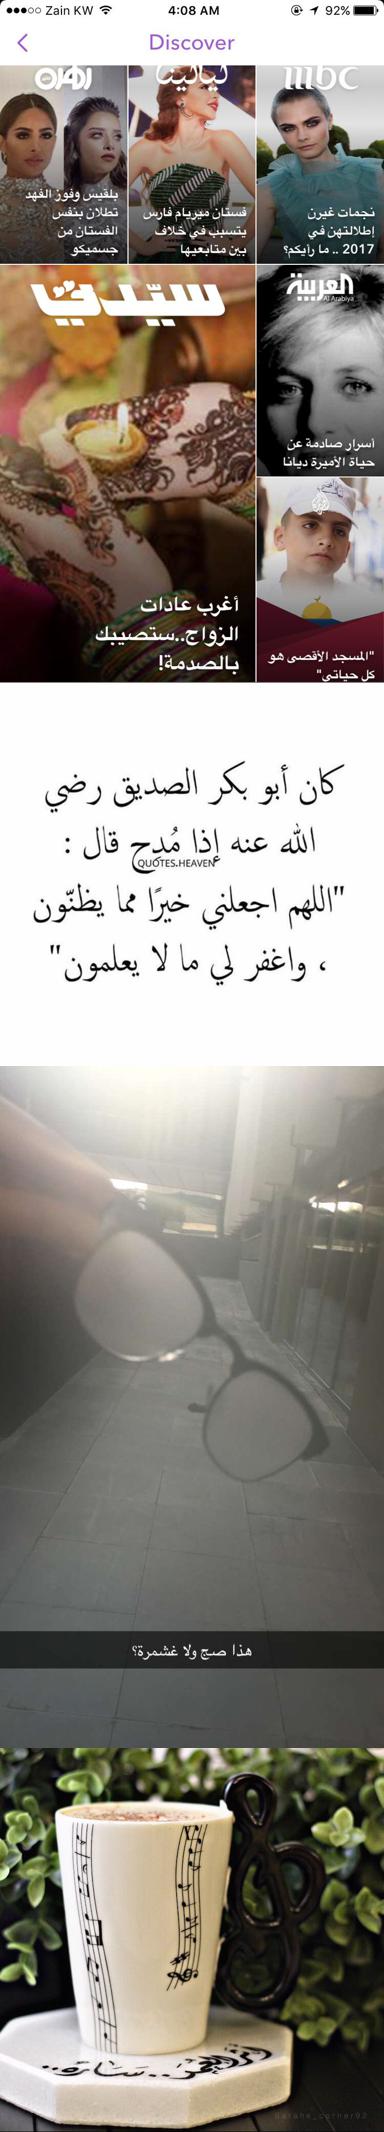 Zain KW
4:08 AM
92%
Discover
زهرة
ليالينا
mbc
بلقيس وفوز الفهد
تطلان بنفس
الفستان من
جسميكو
فستان ميريام فارس
يتسبب في خلاف
بين متابعيها
نجمات غيرن
إطلالتهن في
2017 .. ما رأيكم؟
سيّدتي
العربية
Al Arabiya
أسرار صادمة عن
حياة الأميرة ديانا
أغرب عادات
الزواج..ستصيبك
بالصدمة!
"المسجد الأقصى هو
كل حياتي"
كان أبو بكر الصديق رضي
الله عنه إذا مُدح قال :
QUOTES.HEAVEN
"اللهم اجعلني خيرًا مما يظنّون
، واغفر لي ما لا يعلمون"
هذا صج ولا غشمرة؟
سارة..